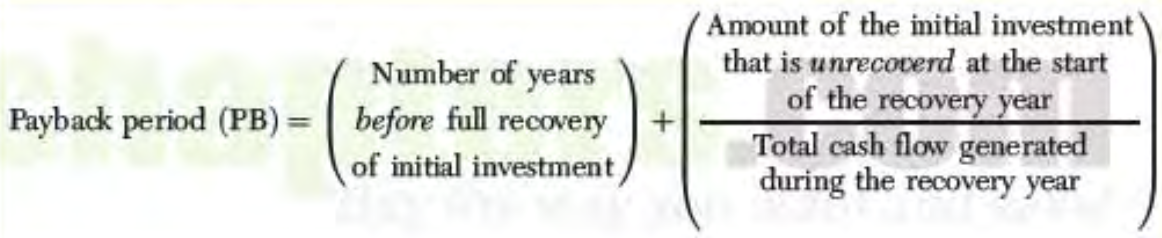 Payback period (PB) =
Number of years
before full recovery
of initial investment
+
Amount of the initial investment
that is unrecoverd at the start
of the recovery year
Total cash flow generated
during the recovery year